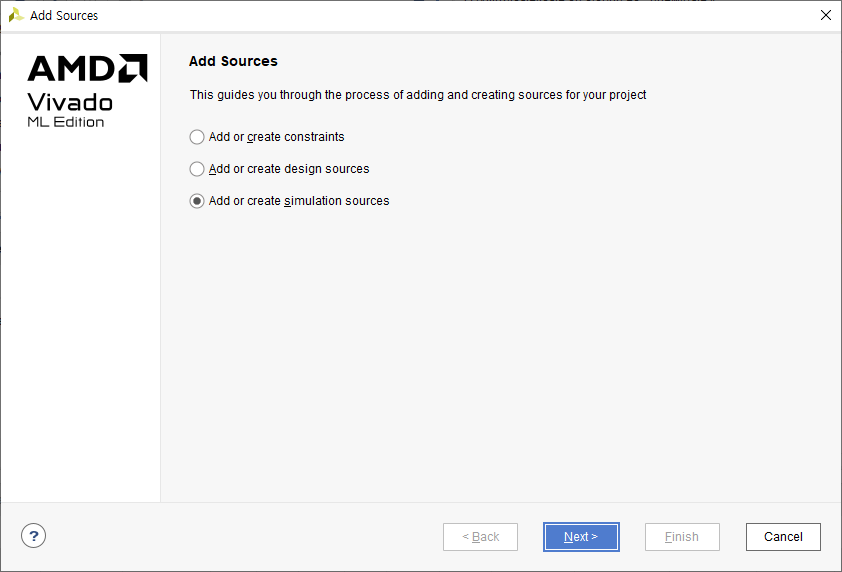 Add Sources
AMD
Vivado
ML Edition
Add Sources
This guides you through the process of adding and creating sources for your project
Add or create constraints
Add or create design sources
Add or create simulation sources
?
< Back
Next >
Finish
Cancel